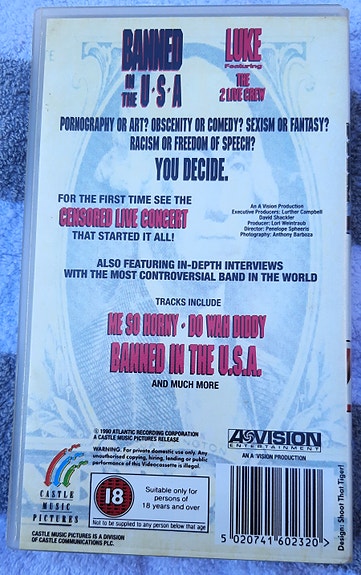 BANNED
IN
THE U·S·A
LUKE
Featuring
THE
2 LIVE CREW
PORNOGRAPHY OR ART? OBSCENITY OR COMEDY? SEXISM OR FANTASY?
RACISM OR FREEDOM OF SPEECH?
YOU DECIDE.
FOR THE FIRST TIME SEE THE
CENSORED LIVE CONCERT
THAT STARTED IT ALL!
An A Vision Production
Executive Producers: Lurther Campbell
David Shackler
Producer: Lori Weintraub
Director: Penelope Spheeris
Photography: Anthony Barboza
ALSO FEATURING IN-DEPTH INTERVIEWS
WITH THE MOST CONTROVERSIAL BAND IN THE WORLD
TRACKS INCLUDE
ME SO HORNY · DO WAH DIDDY
BANNED IN THE U.S.A.
AND MUCH MORE
© 1990 ATLANTIC RECORDING CORPORATION
A CASTLE MUSIC PICTURES RELEASE
WARNING. For private domestic use only. Any
unauthorised copying, hiring, lending or public
performance of this Videocassette is illegal.
A*VISION
ENTERTAINMENT
AN A*VISION PRODUCTION
CASTLE
MUSIC
PICTURES
18
Suitable only for
persons of
18 years and over
Not to be supplied to any person below that age
CASTLE MUSIC PICTURES IS A DIVISION
OF CASTLE COMMUNICATIONS PLC.
5 020741 602320
Design: Shoot That Tiger!